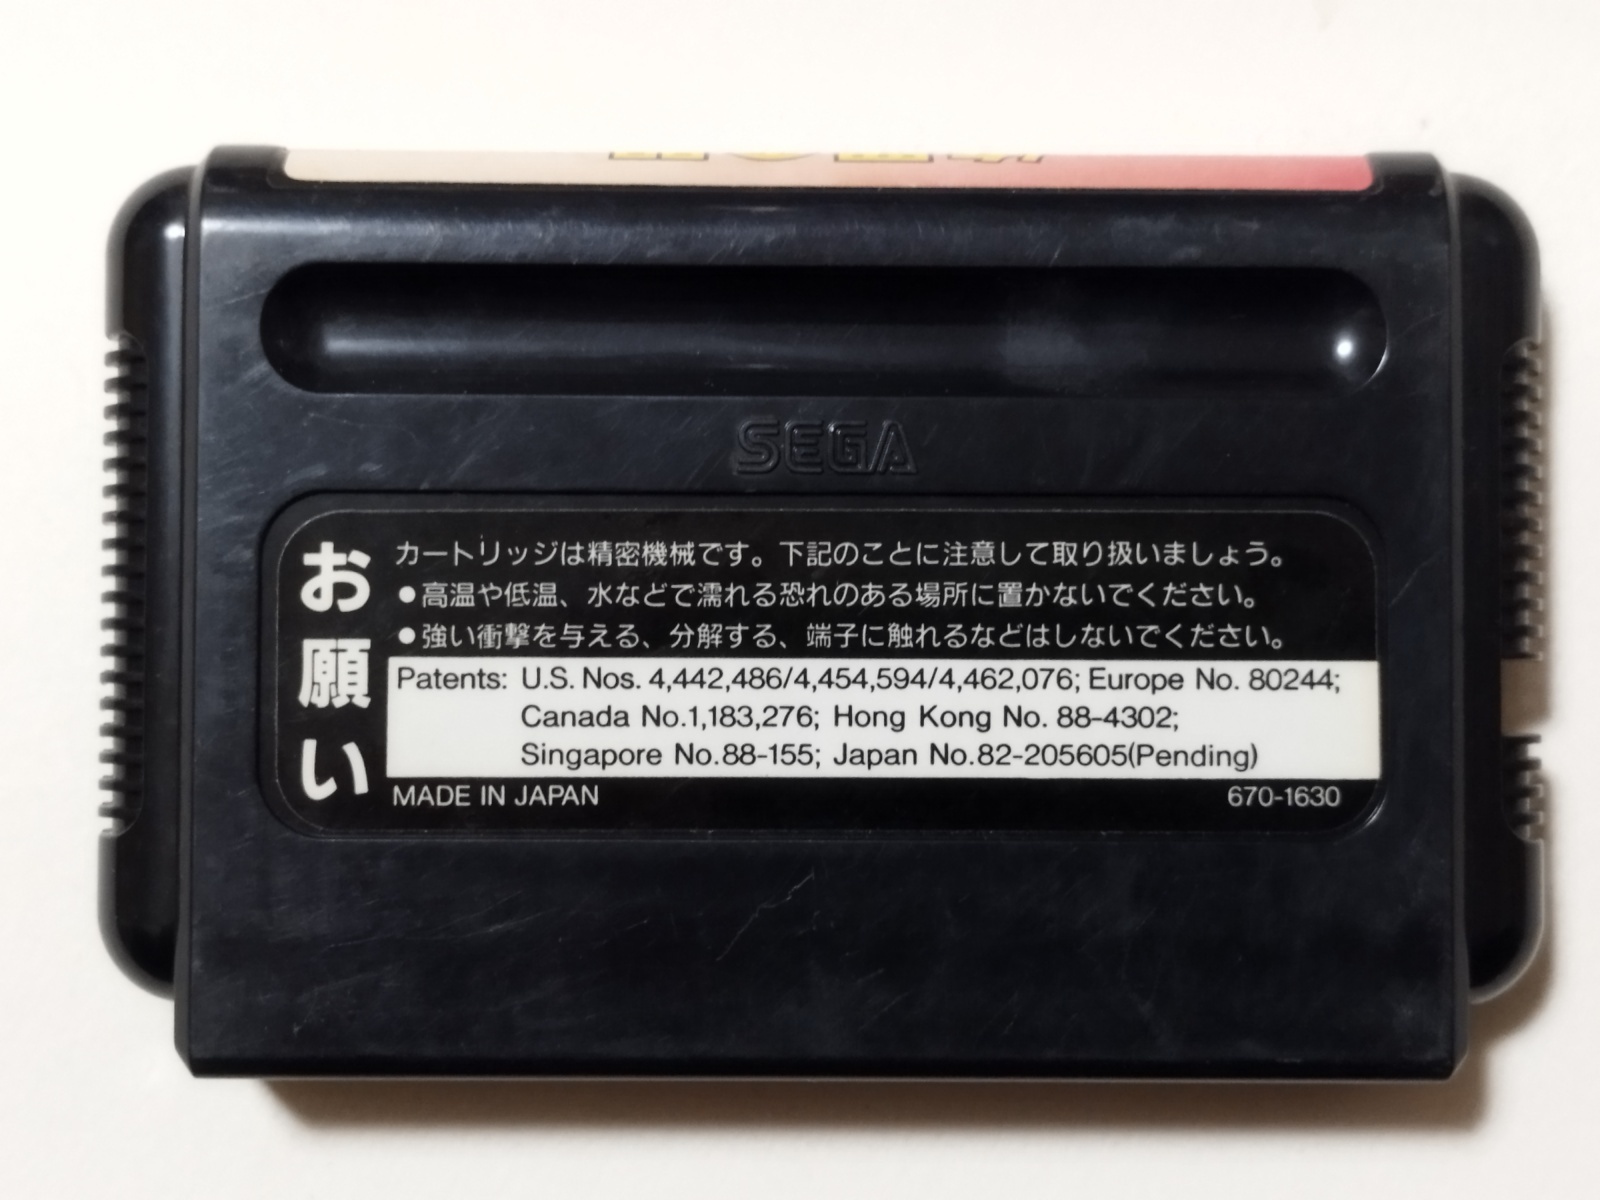 SEGA
お願い
カートリッジは精密機械です。下記のことに注意して取り扱いましょう。
●高温や低温、水などで濡れる恐れのある場所に置かないでください。
●強い衝撃を与える、分解する、端子に触れるなどはしないでください。
Patents: U.S. Nos. 4,442,486/4,454,594/4,462,076; Europe No. 80244;
Canada No.1,183,276; Hong Kong No. 88-4302;
Singapore No.88-155; Japan No.82-205605(Pending)
MADE IN JAPAN 670-1630